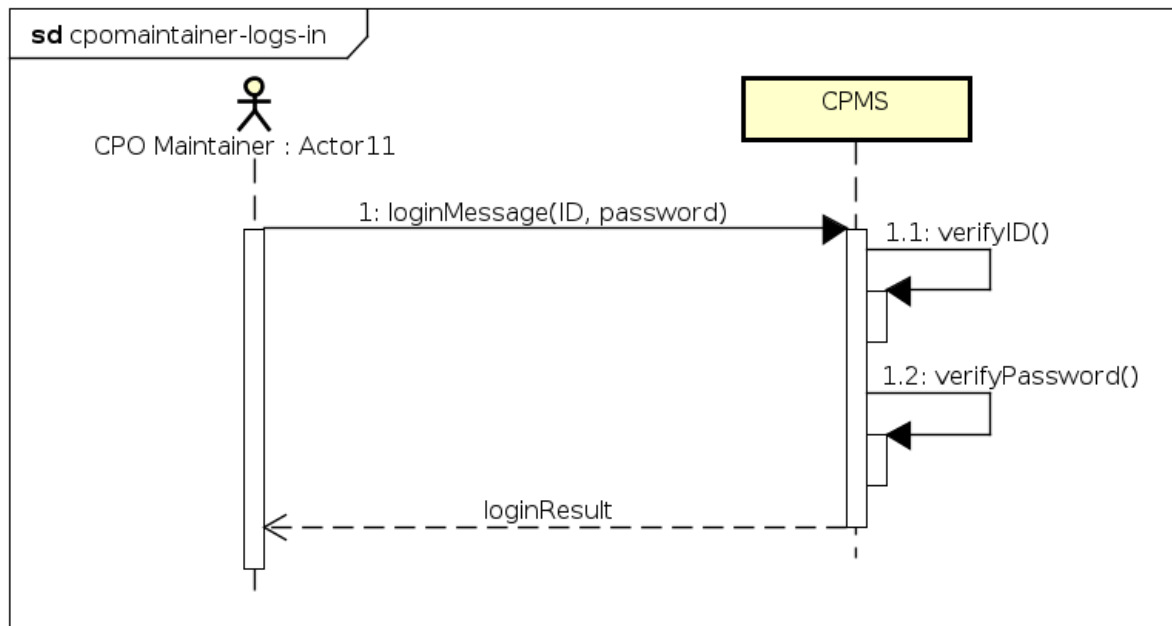 sd cpomaintainer-logs-in
CPMS
CPO Maintainer : Actor11
1: loginMessage(ID, password)
1.1: verifyID()
1.2: verifyPassword()
loginResult